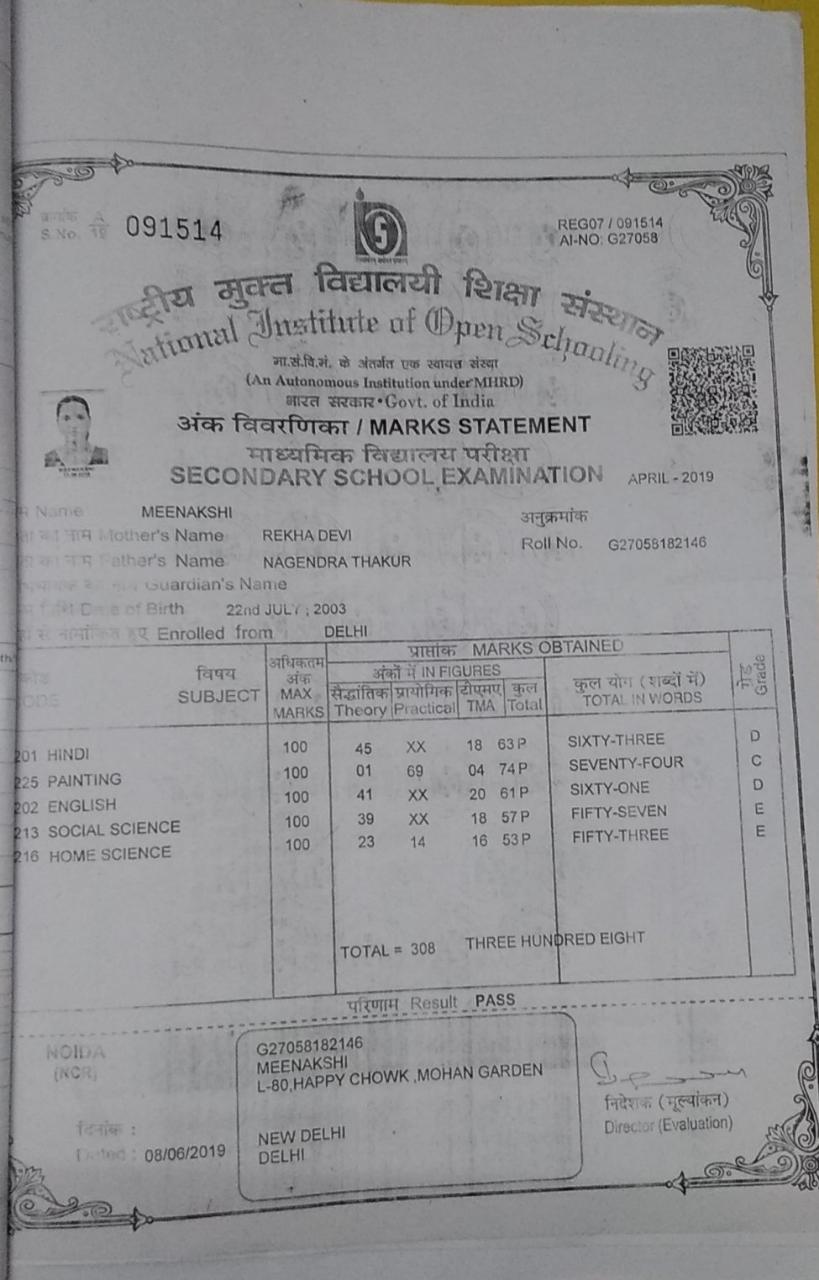 S. No. 091514
REG07 / 091514
AI-NO: G27058
राष्ट्रीय मुक्त विद्यालयी शिक्षा संस्थान
National Institute of Open Schooling
मा.सं.वि.मं. के अंतर्गत एक स्वायत्त संस्था
(An Autonomous Institution under MHRD)
भारत सरकार • Govt. of India
अंक विवरणिका / MARKS STATEMENT
माध्यमिक विद्यालय परीक्षा
SECONDARY SCHOOL EXAMINATION APRIL - 2019
Name MEENAKSHI अनुक्रमांक
का नाम Mother's Name REKHA DEVI Roll No. G27058182146
का नाम Father's Name NAGENDRA THAKUR
Guardian's Name
Date of Birth 22nd JULY, 2003
से नामांकित हुए Enrolled from DELHI
प्राप्तांक MARKS OBTAINED
विषय SUBJECT
अधिकतम अंक MAX MARKS
अंकों में IN FIGURES
सैद्धांतिक Theory
प्रायोगिक Practical
टीएमए TMA
कुल Total
कुल योग (शब्दों में) TOTAL IN WORDS
ग्रेड Grade
201 HINDI 100 45 XX 18 63P SIXTY-THREE D
225 PAINTING 100 01 69 04 74P SEVENTY-FOUR C
202 ENGLISH 100 41 XX 20 61P SIXTY-ONE D
213 SOCIAL SCIENCE 100 39 XX 18 57P FIFTY-SEVEN E
216 HOME SCIENCE 100 23 14 16 53P FIFTY-THREE E
TOTAL = 308 THREE HUNDRED EIGHT
परिणाम Result PASS
NOIDA
(NCR)
दिनांक :
Dated : 08/06/2019
G27058182146
MEENAKSHI
L-80,HAPPY CHOWK ,MOHAN GARDEN
NEW DELHI
DELHI
निदेशक (मूल्यांकन)
Director (Evaluation)